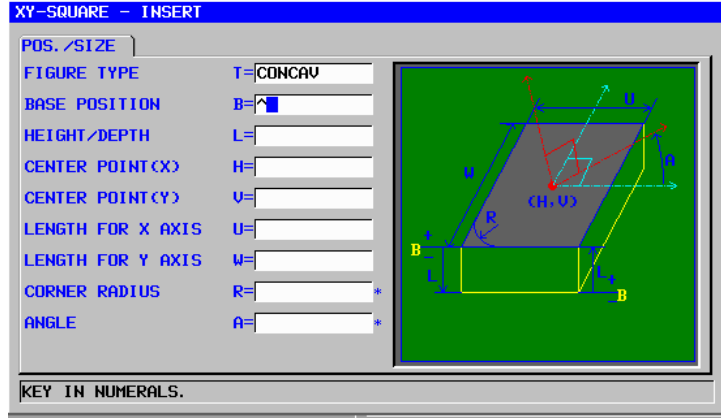 XY-SQUARE - INSERT
POS./SIZE
FIGURE TYPE T=CONCAV
BASE POSITION B=^
HEIGHT/DEPTH L=
CENTER POINT(X) H=
CENTER POINT(Y) V=
LENGTH FOR X AXIS U=
LENGTH FOR Y AXIS W=
CORNER RADIUS R= *
ANGLE A= *
U
W
A
(H,V)
R
B + -
L
L + - B
KEY IN NUMERALS.